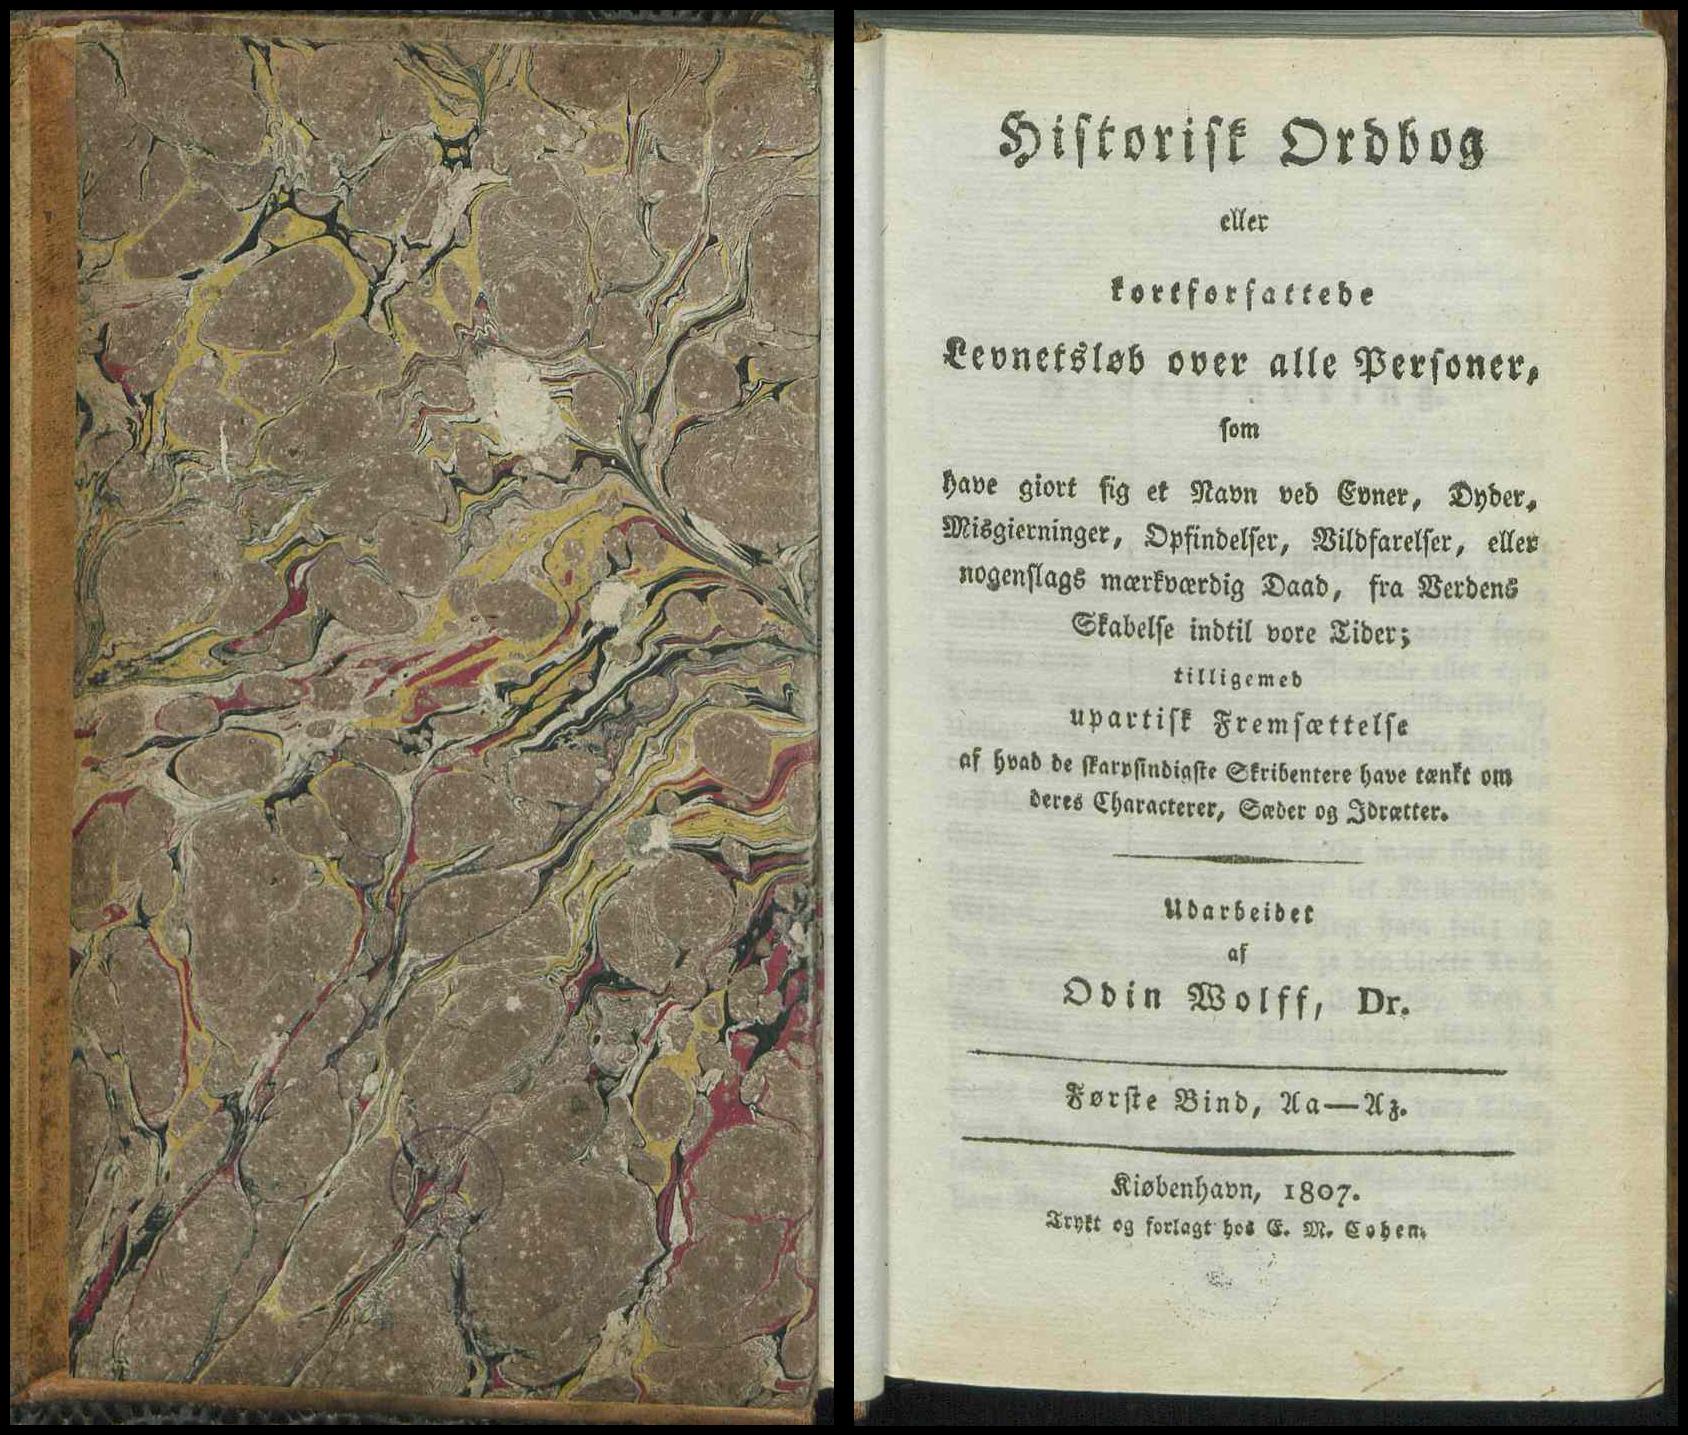 Historisk Ordbog
eller
kortforfattede
Levnetsløb over alle Personer,
som
have giort sig et Navn ved Evner, Dyder,
Misgierninger, Opfindelser, Vildfarelser, eller
nogenslags mærkværdig Daad, fra Verdens
Skabelse indtil vore Tider;
tilligemed
upartisk Fremsættelse
af hvad de skarpsindigste Skribentere have tænkt om
deres Characterer, Sæder og Idrætter.
Udarbeidet
af
Odin Wolff, Dr.
Første Bind, Aa—Az.
Kiøbenhavn, 1807.
Trykt og forlagt hos E. M. Cohen.